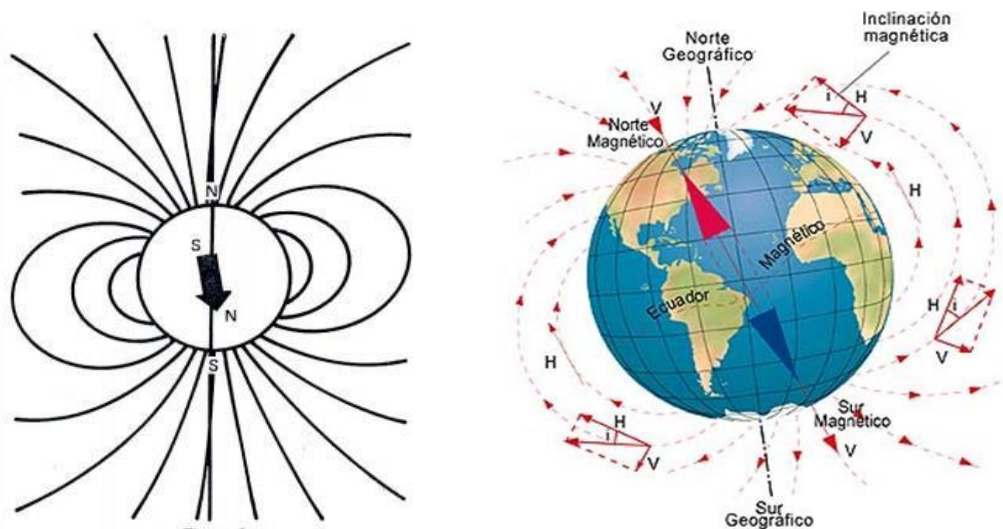 N
S
N
S
Inclinación
magnética
Norte
Geográfico
V
Norte
Magnético
i
H
V
H
Magnético
Ecuador
H
i
V
H
H
i
V
Sur
Magnético
V
Sur
Geográfico